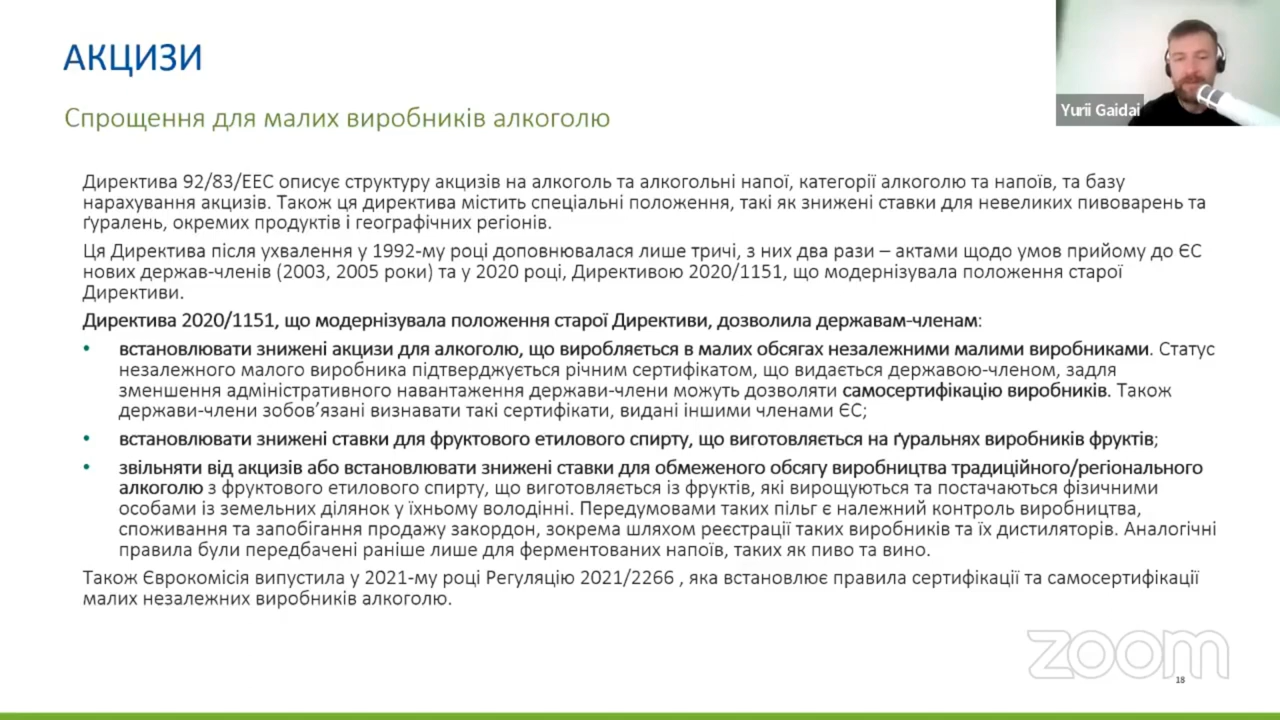 АКЦИЗИ
Yurii Gaidai
Спрощення для малих виробників алкоголю
Директива 92/83/EEC описує структуру акцизів на алкоголь та алкогольні напої, категорії алкоголю та напоїв, та базу
нарахування акцизів. Також ця директива містить спеціальні положення, такі як знижені ставки для невеликих пивоварень та
ґуралень, окремих продуктів і географічних регіонів.
Ця Директива після ухвалення у 1992-му році доповнювалася лише тричі, з них два рази – актами щодо умов прийому до ЄС
нових держав-членів (2003, 2005 роки) та у 2020 році, Директивою 2020/1151, що модернізувала положення старої
Директиви.
Директива 2020/1151, що модернізувала положення старої Директиви, дозволила державам-членам:
• встановлювати знижені акцизи для алкоголю, що виробляється в малих обсягах незалежними малими виробниками. Статус
незалежного малого виробника підтверджується річним сертифікатом, що видається державою-членом, задля
зменшення адміністративного навантаження держави-члени можуть дозволяти самосертифікацію виробників. Також
держави-члени зобов’язані визнавати такі сертифікати, видані іншими членами ЄС;
• встановлювати знижені ставки для фруктового етилового спирту, що виготовляється на ґуральнях виробників фруктів;
• звільняти від акцизів або встановлювати знижені ставки для обмеженого обсягу виробництва традиційного/регіонального
алкоголю з фруктового етилового спирту, що виготовляється із фруктів, які вирощуються та постачаються фізичними
особами із земельних ділянок у їхньому володінні. Передумовами таких пільг є належний контроль виробництва,
споживання та запобігання продажу закордон, зокрема шляхом реєстрації таких виробників та їх дистиляторів. Аналогічні
правила були передбачені раніше лише для ферментованих напоїв, таких як пиво та вино.
Також Єврокомісія випустила у 2021-му році Регуляцію 2021/2266 , яка встановлює правила сертифікації та самосертифікації
малих незалежних виробників алкоголю.
zoom
18